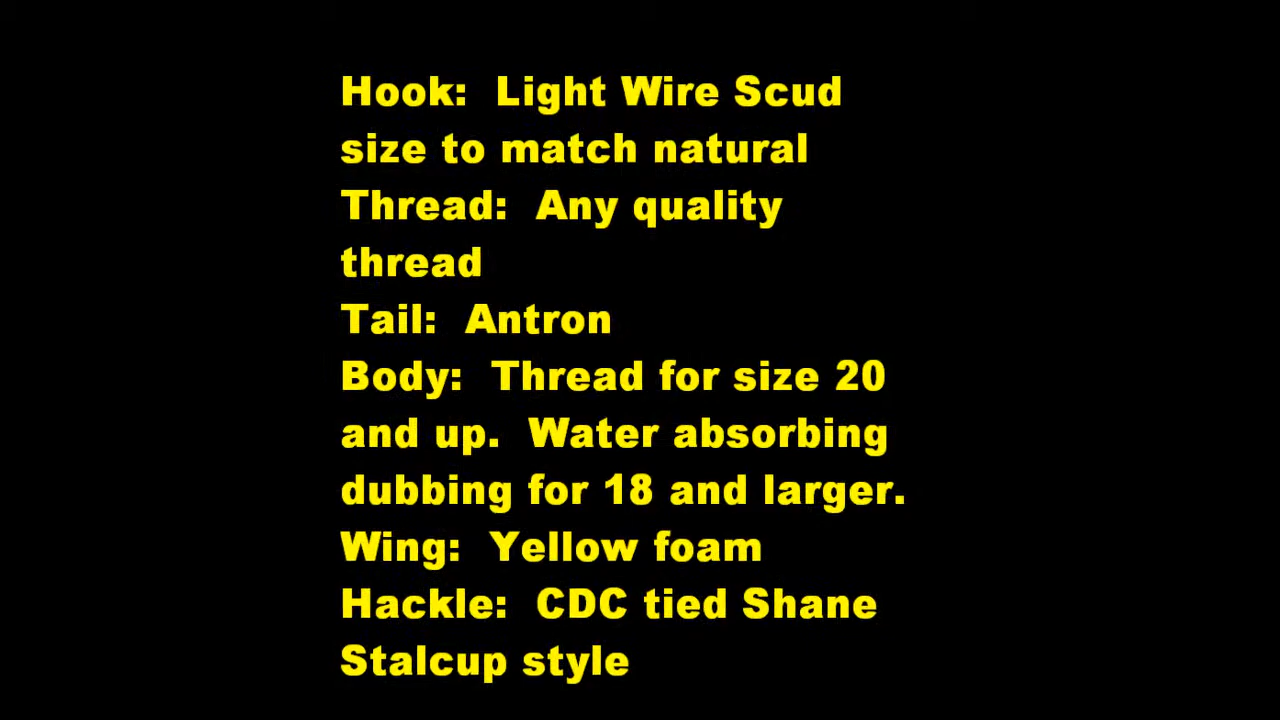 Hook:  Light Wire Scud
size to match natural
Thread:  Any quality
thread
Tail:  Antron
Body:  Thread for size 20
and up.  Water absorbing
dubbing for 18 and larger.
Wing:  Yellow foam
Hackle:  CDC tied Shane
Stalcup style